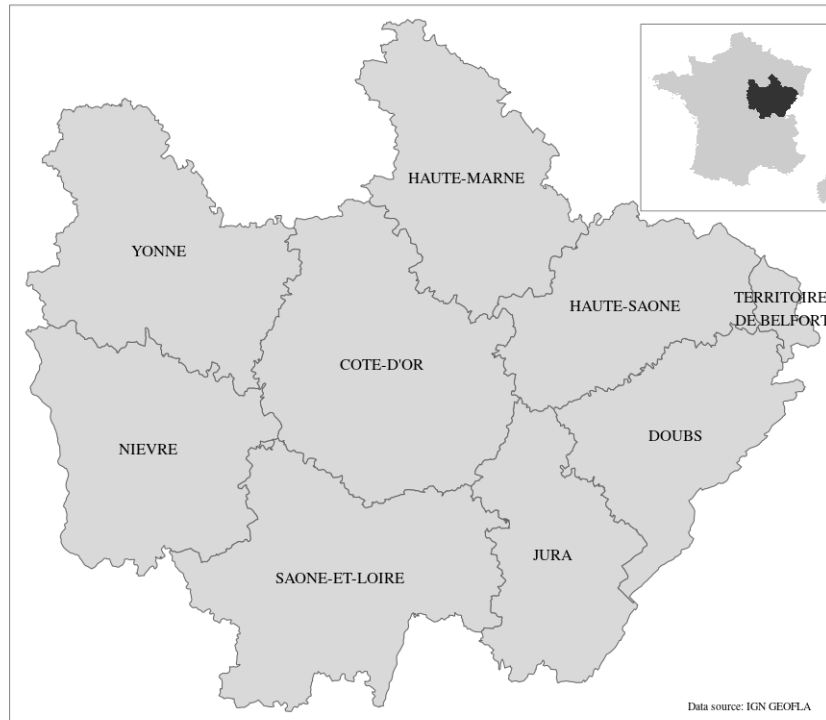 HAUTE-MARNE
YONNE
HAUTE-SAONE
TERRITOIRE
DE BELFORT
COTE-D'OR
DOUBS
NIEVRE
JURA
SAONE-ET-LOIRE
Data source: IGN GEOFLA